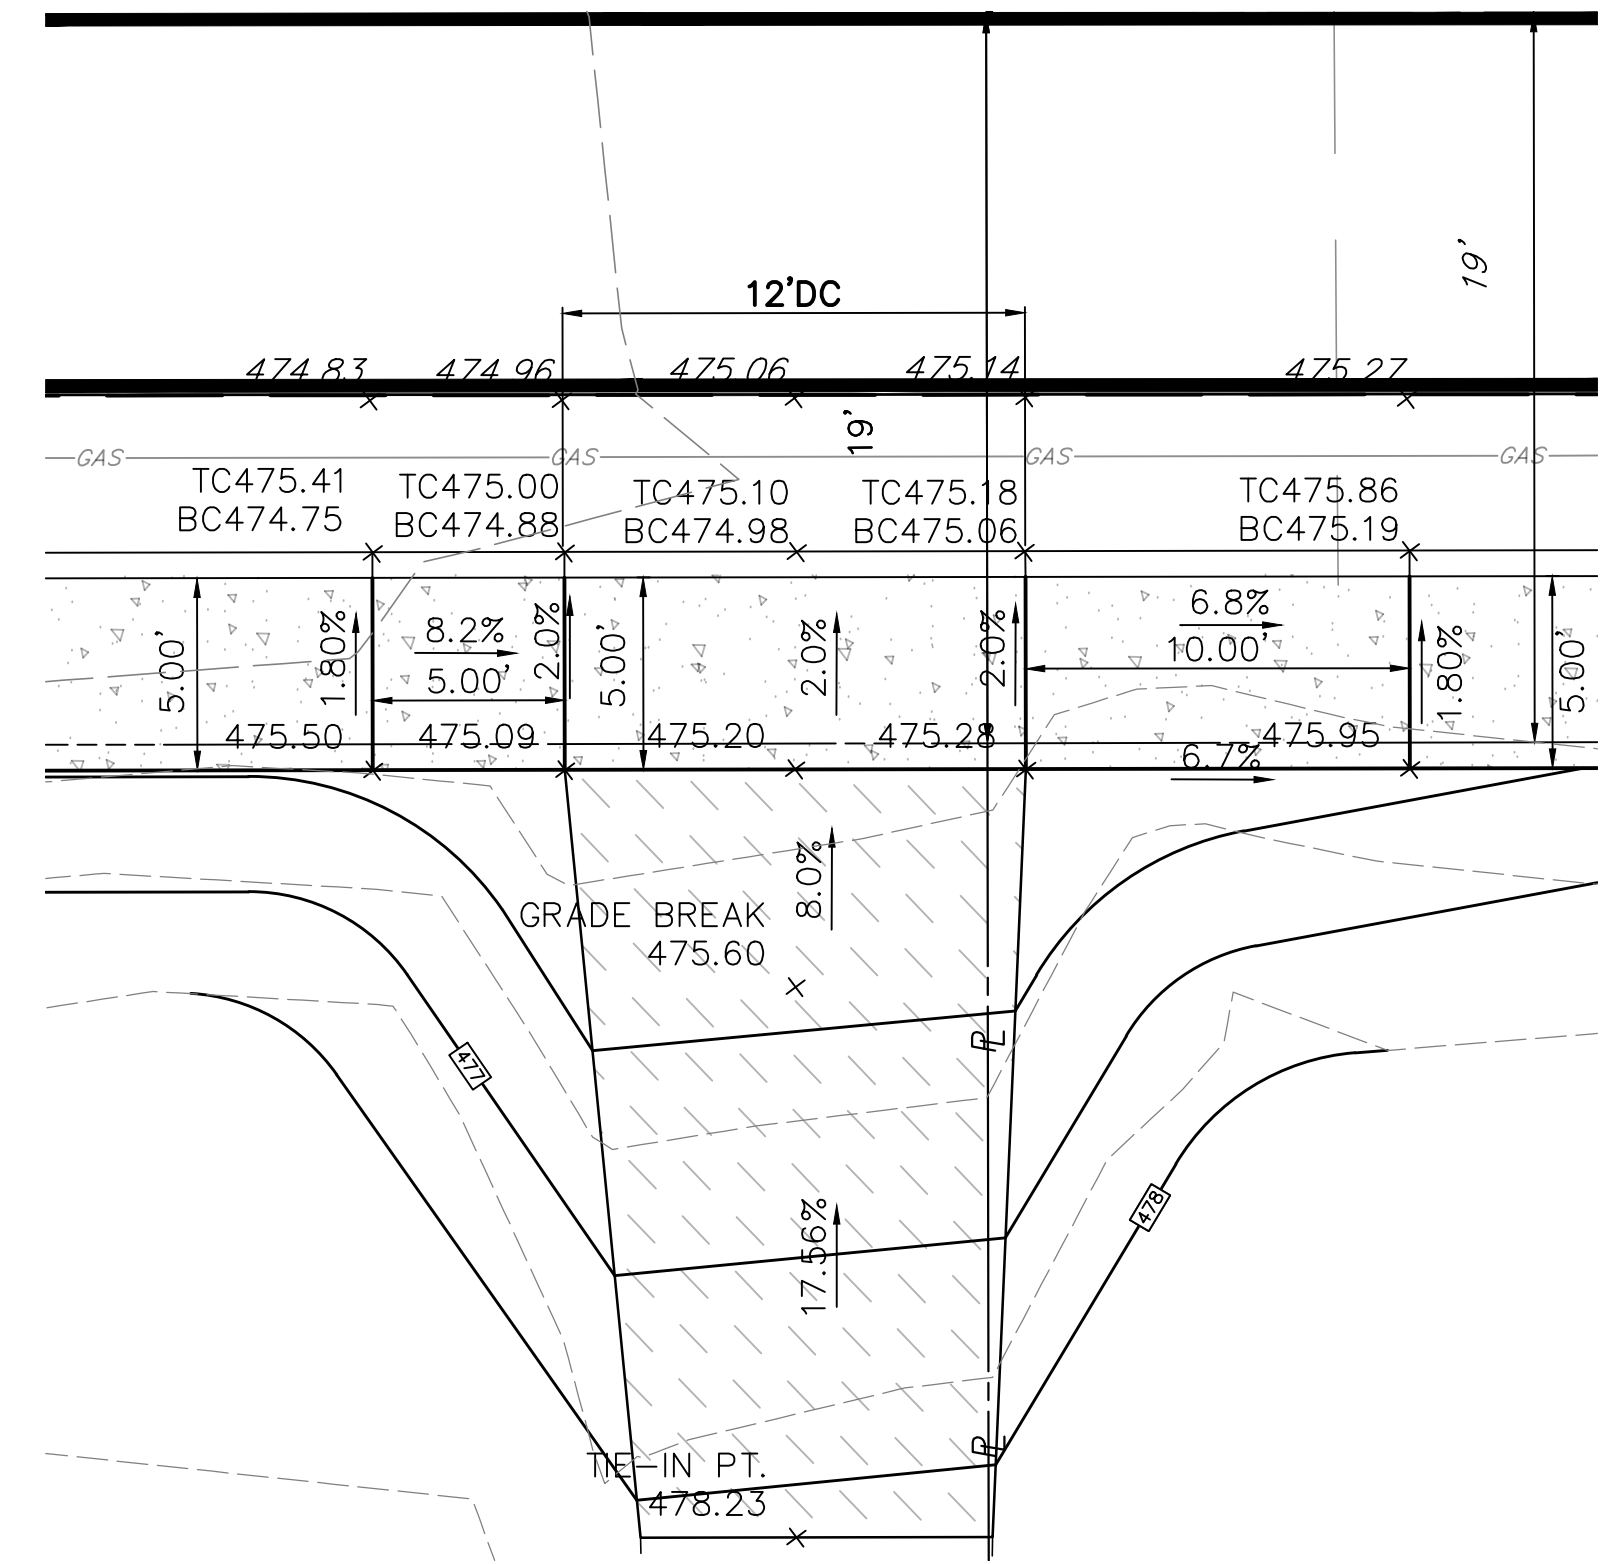 19'
12'DC
474.83 474.96 475.06 475.14 475.27
19'
GAS GAS GAS GAS
TC475.41 TC475.00 TC475.10 TC475.18 TC475.86
BC474.75 BC474.88 BC474.98 BC475.06 BC475.19
5.00' 1.80% 8.2% 2.0% 5.00' 2.0% 2.0% 6.8% 1.80% 5.00'
5.00' 10.00'
475.50 475.09 475.20 475.28 475.95
6.7%
8.0%
GRADE BREAK
475.60
PL
477
478
17.56%
PL
TIE-IN PT.
478.23